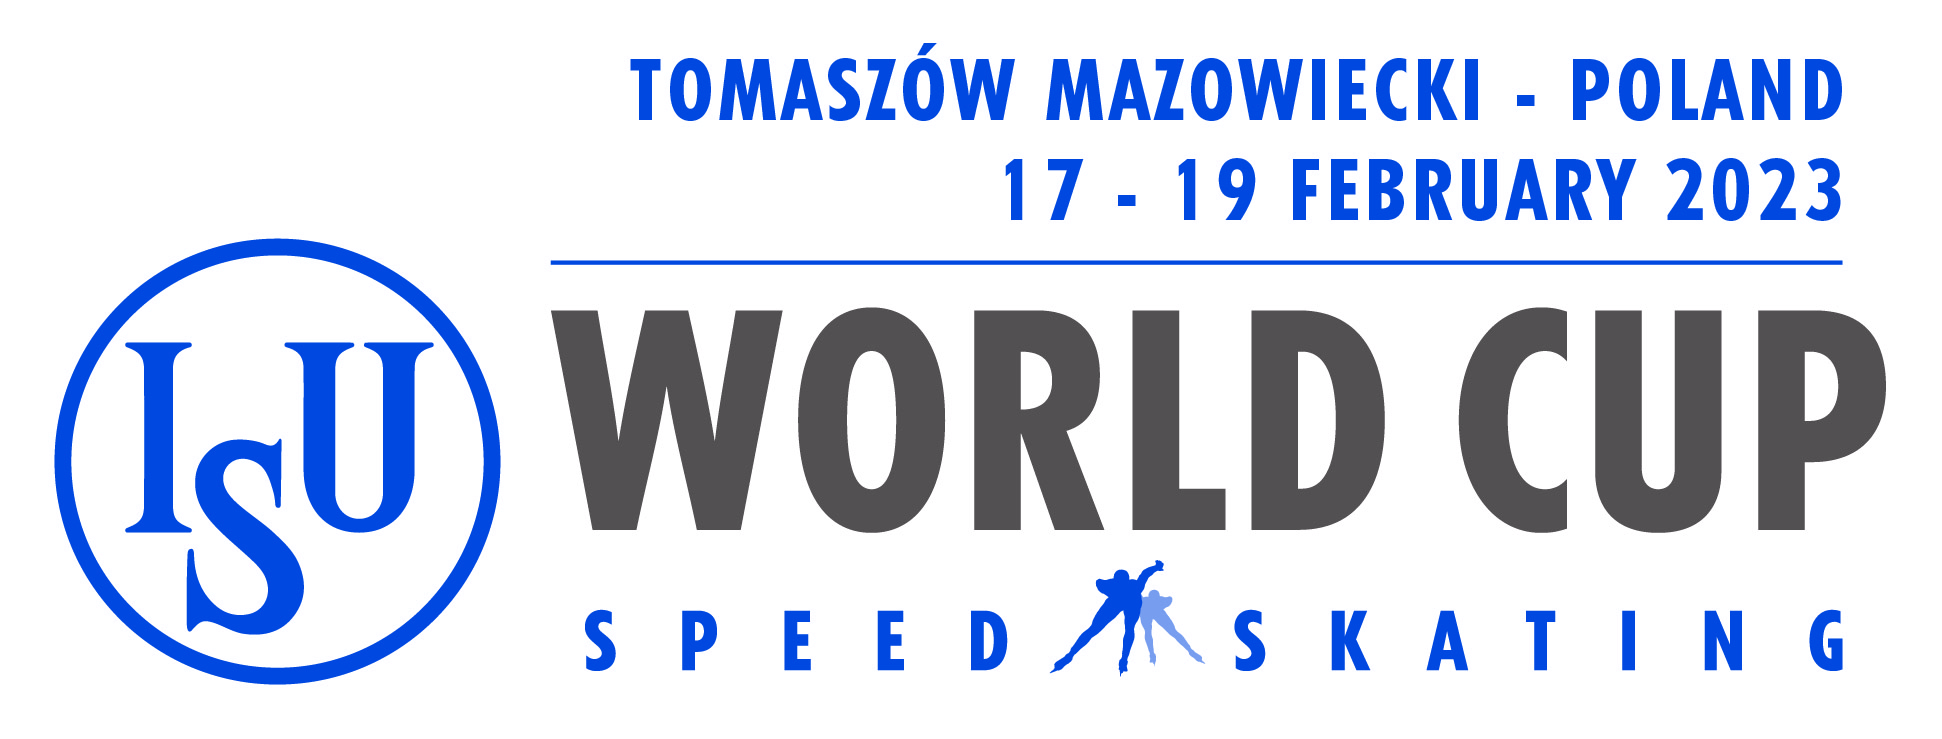 TOMASZÓW MAZOWIECKI - POLAND
17 - 19 FEBRUARY 2023
ISU
WORLD CUP
SPEED SKATING